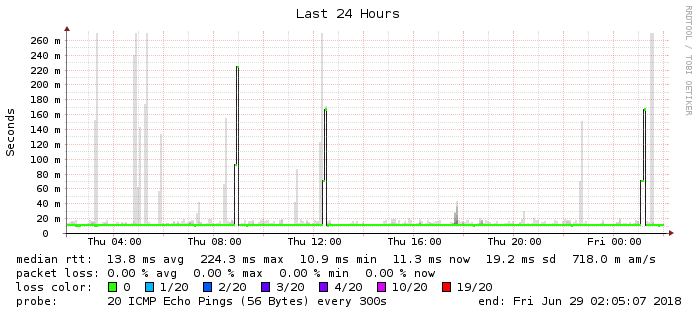 Last 24 Hours
RRDTOOL / TOBI OETIKER
Seconds
260 m
240 m
220 m
200 m
180 m
160 m
140 m
120 m
100 m
80 m
60 m
40 m
20 m
0
Thu 04:00 Thu 08:00 Thu 12:00 Thu 16:00 Thu 20:00 Fri 00:00
median rtt: 13.8 ms avg 224.3 ms max 10.9 ms min 11.3 ms now 19.2 ms sd 718.0 m am/s
packet loss: 0.00 % avg 0.00 % max 0.00 % min 0.00 % now
loss color: 0 1/20 2/20 3/20 4/20 10/20 19/20
probe: 20 ICMP Echo Pings (56 Bytes) every 300s end: Fri Jun 29 02:05:07 2018